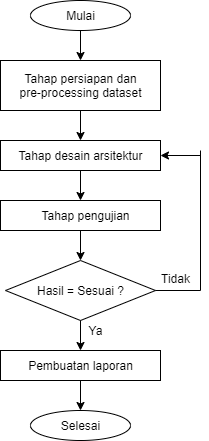 Mulai
Tahap persiapan dan
pre-processing dataset
Tahap desain arsitektur
Tahap pengujian
Hasil = Sesuai ?
Tidak
Ya
Pembuatan laporan
Selesai